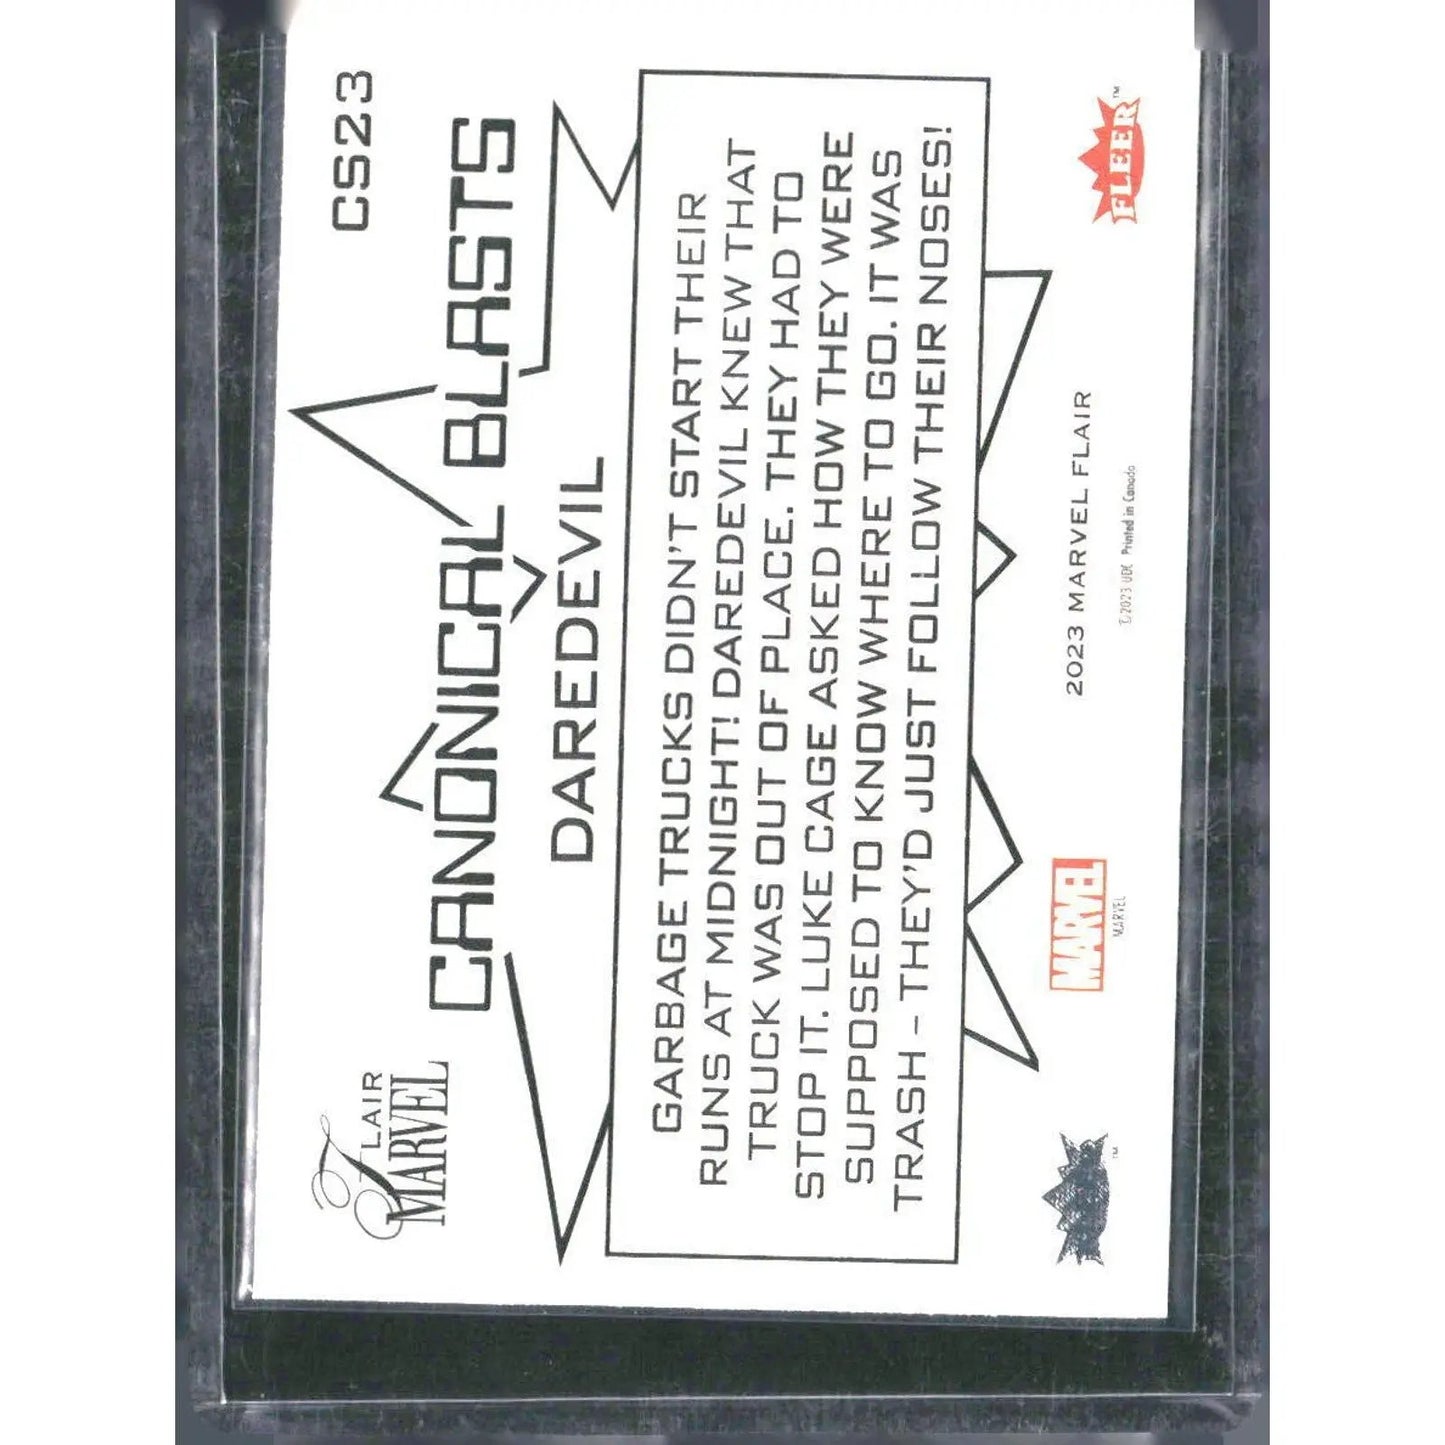 FLAIR
MARVEL
CS23
CANONICAL BLASTS
DAREDEVIL
GARBAGE TRUCKS DIDN'T START THEIR
RUNS AT MIDNIGHT! DAREDEVIL KNEW THAT
TRUCK WAS OUT OF PLACE. THEY HAD TO
STOP IT. LUKE CAGE ASKED HOW THEY WERE
SUPPOSED TO KNOW WHERE TO GO. IT WAS
TRASH – THEY'D JUST FOLLOW THEIR NOSES!
MARVEL
MARVEL
2023 MARVEL FLAIR
© 2023 UDC Printed in Canada
FLEER™